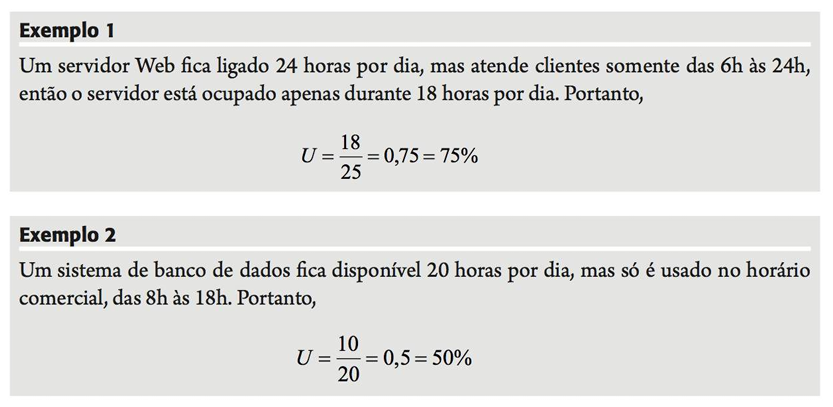 Exemplo 1
Um servidor Web fica ligado 24 horas por dia, mas atende clientes somente das 6h às 24h,
então o servidor está ocupado apenas durante 18 horas por dia. Portanto,
U = 18/25 = 0,75 = 75%
Exemplo 2
Um sistema de banco de dados fica disponível 20 horas por dia, mas só é usado no horário
comercial, das 8h às 18h. Portanto,
U = 10/20 = 0,5 = 50%